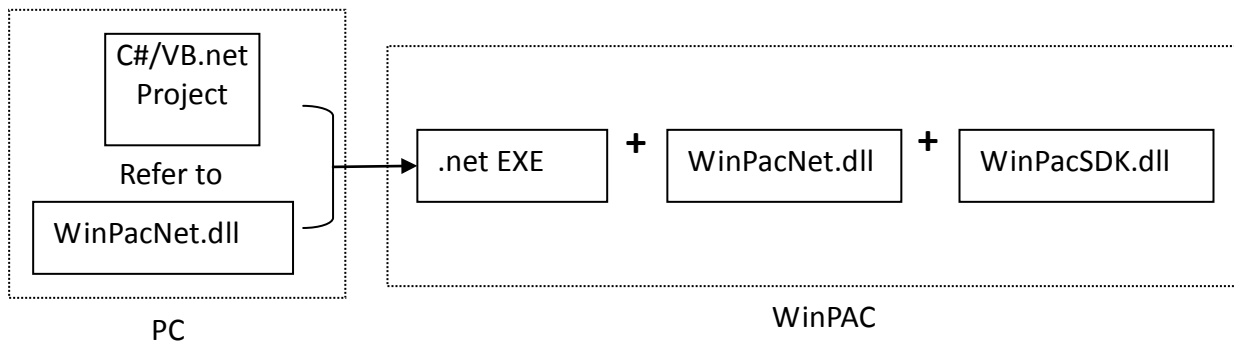 C#/VB.net
Project
Refer to
WinPacNet.dll
PC
.net EXE
+
WinPacNet.dll
+
WinPacSDK.dll
WinPAC